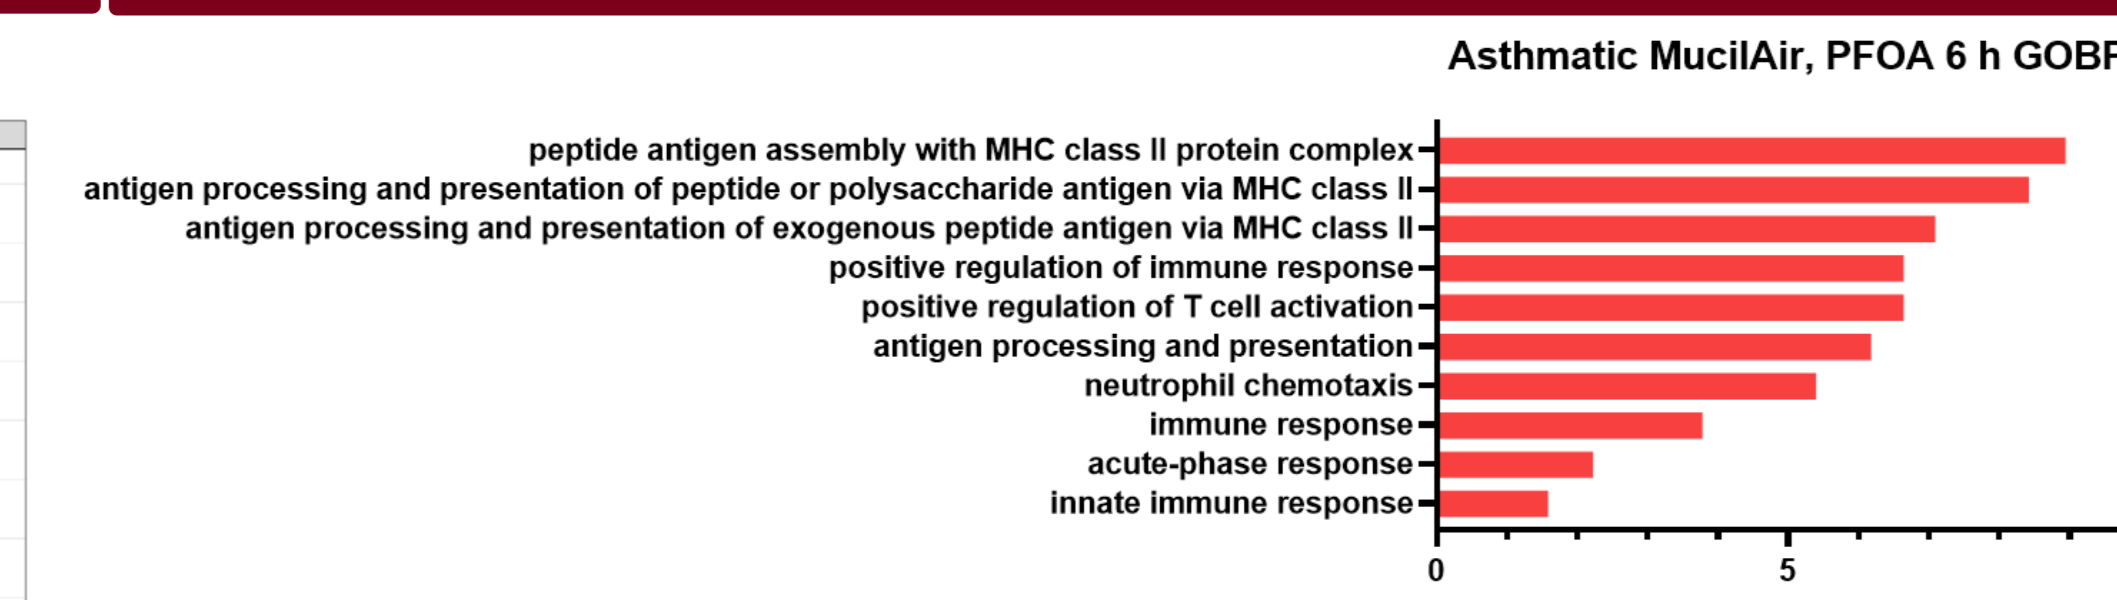 Asthmatic MucilAir, PFOA 6 h GOBP
peptide antigen assembly with MHC class II protein complex
antigen processing and presentation of peptide or polysaccharide antigen via MHC class II
antigen processing and presentation of exogenous peptide antigen via MHC class II
positive regulation of immune response
positive regulation of T cell activation
antigen processing and presentation
neutrophil chemotaxis
immune response
acute-phase response
innate immune response
0 5